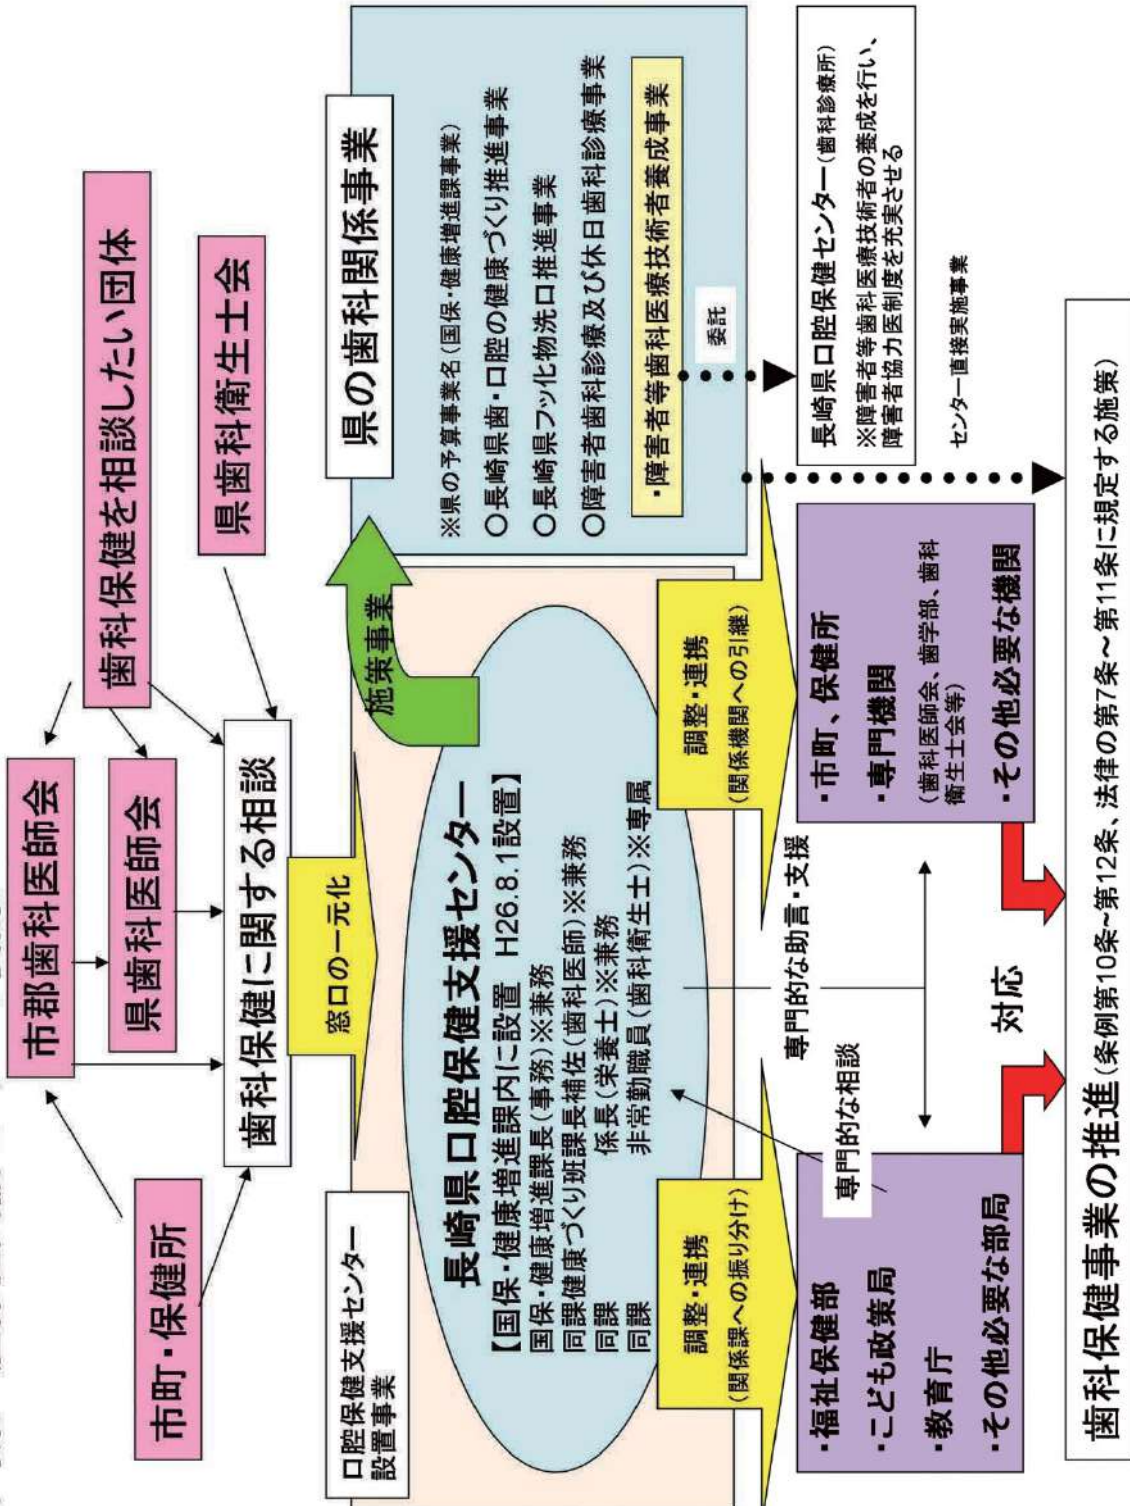 市郡歯科医師会
歯科保健を相談したい団体
市町・保健所
県歯科医師会
県歯科衛生士会
歯科保健に関する相談
窓口の一元化
口腔保健支援センター
設置事業
長崎県口腔保健支援センター
【国保・健康増進課内に設置 H26.8.1設置】
国保・健康増進課長(事務)※兼務
同課健康づくり班課長補佐(歯科医師)※兼務
同課 係長(栄養士)※兼務
同課 非常勤職員(歯科衛生士)※専属
施策事業
県の歯科関係事業
※県の予算事業名(国保・健康増進課事業)
○長崎県歯・口腔の健康づくり推進事業
○長崎県フッ化物洗口推進事業
○障害者歯科診療及び休日歯科診療事業
・障害者等歯科医療技術者養成事業
委託
長崎県口腔保健センター(歯科診療所)
※障害者等歯科医療技術者の養成を行い、
障害者協力医制度を充実させる
センター直接実施事業
調整・連携
(関係課への振り分け)
調整・連携
(関係機関への引継)
専門的な助言・支援
専門的な相談
・福祉保健部
・こども政策局
・教育庁
・その他必要な部局
・市町、保健所
・専門機関
(歯科医師会、歯学部、歯科
衛生士会等)
・その他必要な機関
対応
歯科保健事業の推進(条例第10条~第12条、法律の第7条～第11条に規定する施策)